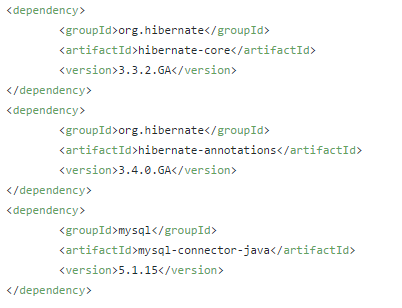 <dependency>
<groupId>org.hibernate</groupId>
<artifactId>hibernate-core</artifactId>
<version>3.3.2.GA</version>
</dependency>
<dependency>
<groupId>org.hibernate</groupId>
<artifactId>hibernate-annotations</artifactId>
<version>3.4.0.GA</version>
</dependency>
<dependency>
<groupId>mysql</groupId>
<artifactId>mysql-connector-java</artifactId>
<version>5.1.15</version>
</dependency>